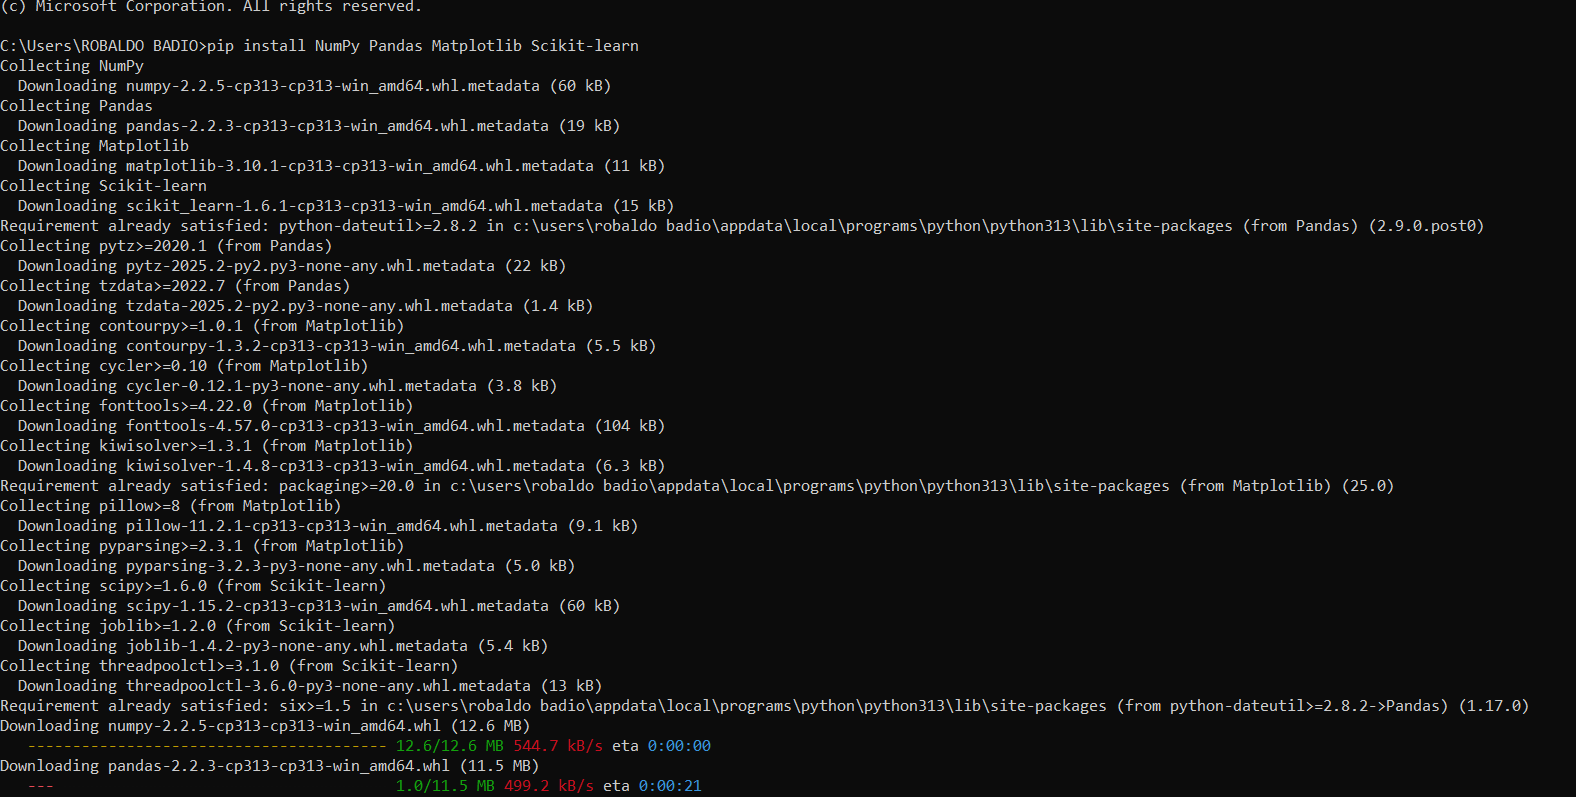 (c) Microsoft Corporation. All rights reserved.
C:\Users\ROBALDO BADIO>pip install NumPy Pandas Matplotlib Scikit-learn
Collecting NumPy
Downloading numpy-2.2.5-cp313-cp313-win_amd64.whl.metadata (60 kB)
Collecting Pandas
Downloading pandas-2.2.3-cp313-cp313-win_amd64.whl.metadata (19 kB)
Collecting Matplotlib
Downloading matplotlib-3.10.1-cp313-cp313-win_amd64.whl.metadata (11 kB)
Collecting Scikit-learn
Downloading scikit_learn-1.6.1-cp313-cp313-win_amd64.whl.metadata (15 kB)
Requirement already satisfied: python-dateutil>=2.8.2 in c:\users\robaldo badio\appdata\local\programs\python\python313\lib\site-packages (from Pandas) (2.9.0.post0)
Collecting pytz>=2020.1 (from Pandas)
Downloading pytz-2025.2-py2.py3-none-any.whl.metadata (22 kB)
Collecting tzdata>=2022.7 (from Pandas)
Downloading tzdata-2025.2-py2.py3-none-any.whl.metadata (1.4 kB)
Collecting contourpy>=1.0.1 (from Matplotlib)
Downloading contourpy-1.3.2-cp313-cp313-win_amd64.whl.metadata (5.5 kB)
Collecting cycler>=0.10 (from Matplotlib)
Downloading cycler-0.12.1-py3-none-any.whl.metadata (3.8 kB)
Collecting fonttools>=4.22.0 (from Matplotlib)
Downloading fonttools-4.57.0-cp313-cp313-win_amd64.whl.metadata (104 kB)
Collecting kiwisolver>=1.3.1 (from Matplotlib)
Downloading kiwisolver-1.4.8-cp313-cp313-win_amd64.whl.metadata (6.3 kB)
Requirement already satisfied: packaging>=20.0 in c:\users\robaldo badio\appdata\local\programs\python\python313\lib\site-packages (from Matplotlib) (25.0)
Collecting pillow>=8 (from Matplotlib)
Downloading pillow-11.2.1-cp313-cp313-win_amd64.whl.metadata (9.1 kB)
Collecting pyparsing>=2.3.1 (from Matplotlib)
Downloading pyparsing-3.2.3-py3-none-any.whl.metadata (5.0 kB)
Collecting scipy>=1.6.0 (from Scikit-learn)
Downloading scipy-1.15.2-cp313-cp313-win_amd64.whl.metadata (60 kB)
Collecting joblib>=1.2.0 (from Scikit-learn)
Downloading joblib-1.4.2-py3-none-any.whl.metadata (5.4 kB)
Collecting threadpoolctl>=3.1.0 (from Scikit-learn)
Downloading threadpoolctl-3.6.0-py3-none-any.whl.metadata (13 kB)
Requirement already satisfied: six>=1.5 in c:\users\robaldo badio\appdata\local\programs\python\python313\lib\site-packages (from python-dateutil>=2.8.2->Pandas) (1.17.0)
Downloading numpy-2.2.5-cp313-cp313-win_amd64.whl (12.6 MB)
---------------------------------------- 12.6/12.6 MB 544.7 kB/s eta 0:00:00
Downloading pandas-2.2.3-cp313-cp313-win_amd64.whl (11.5 MB)
--- 1.0/11.5 MB 499.2 kB/s eta 0:00:21